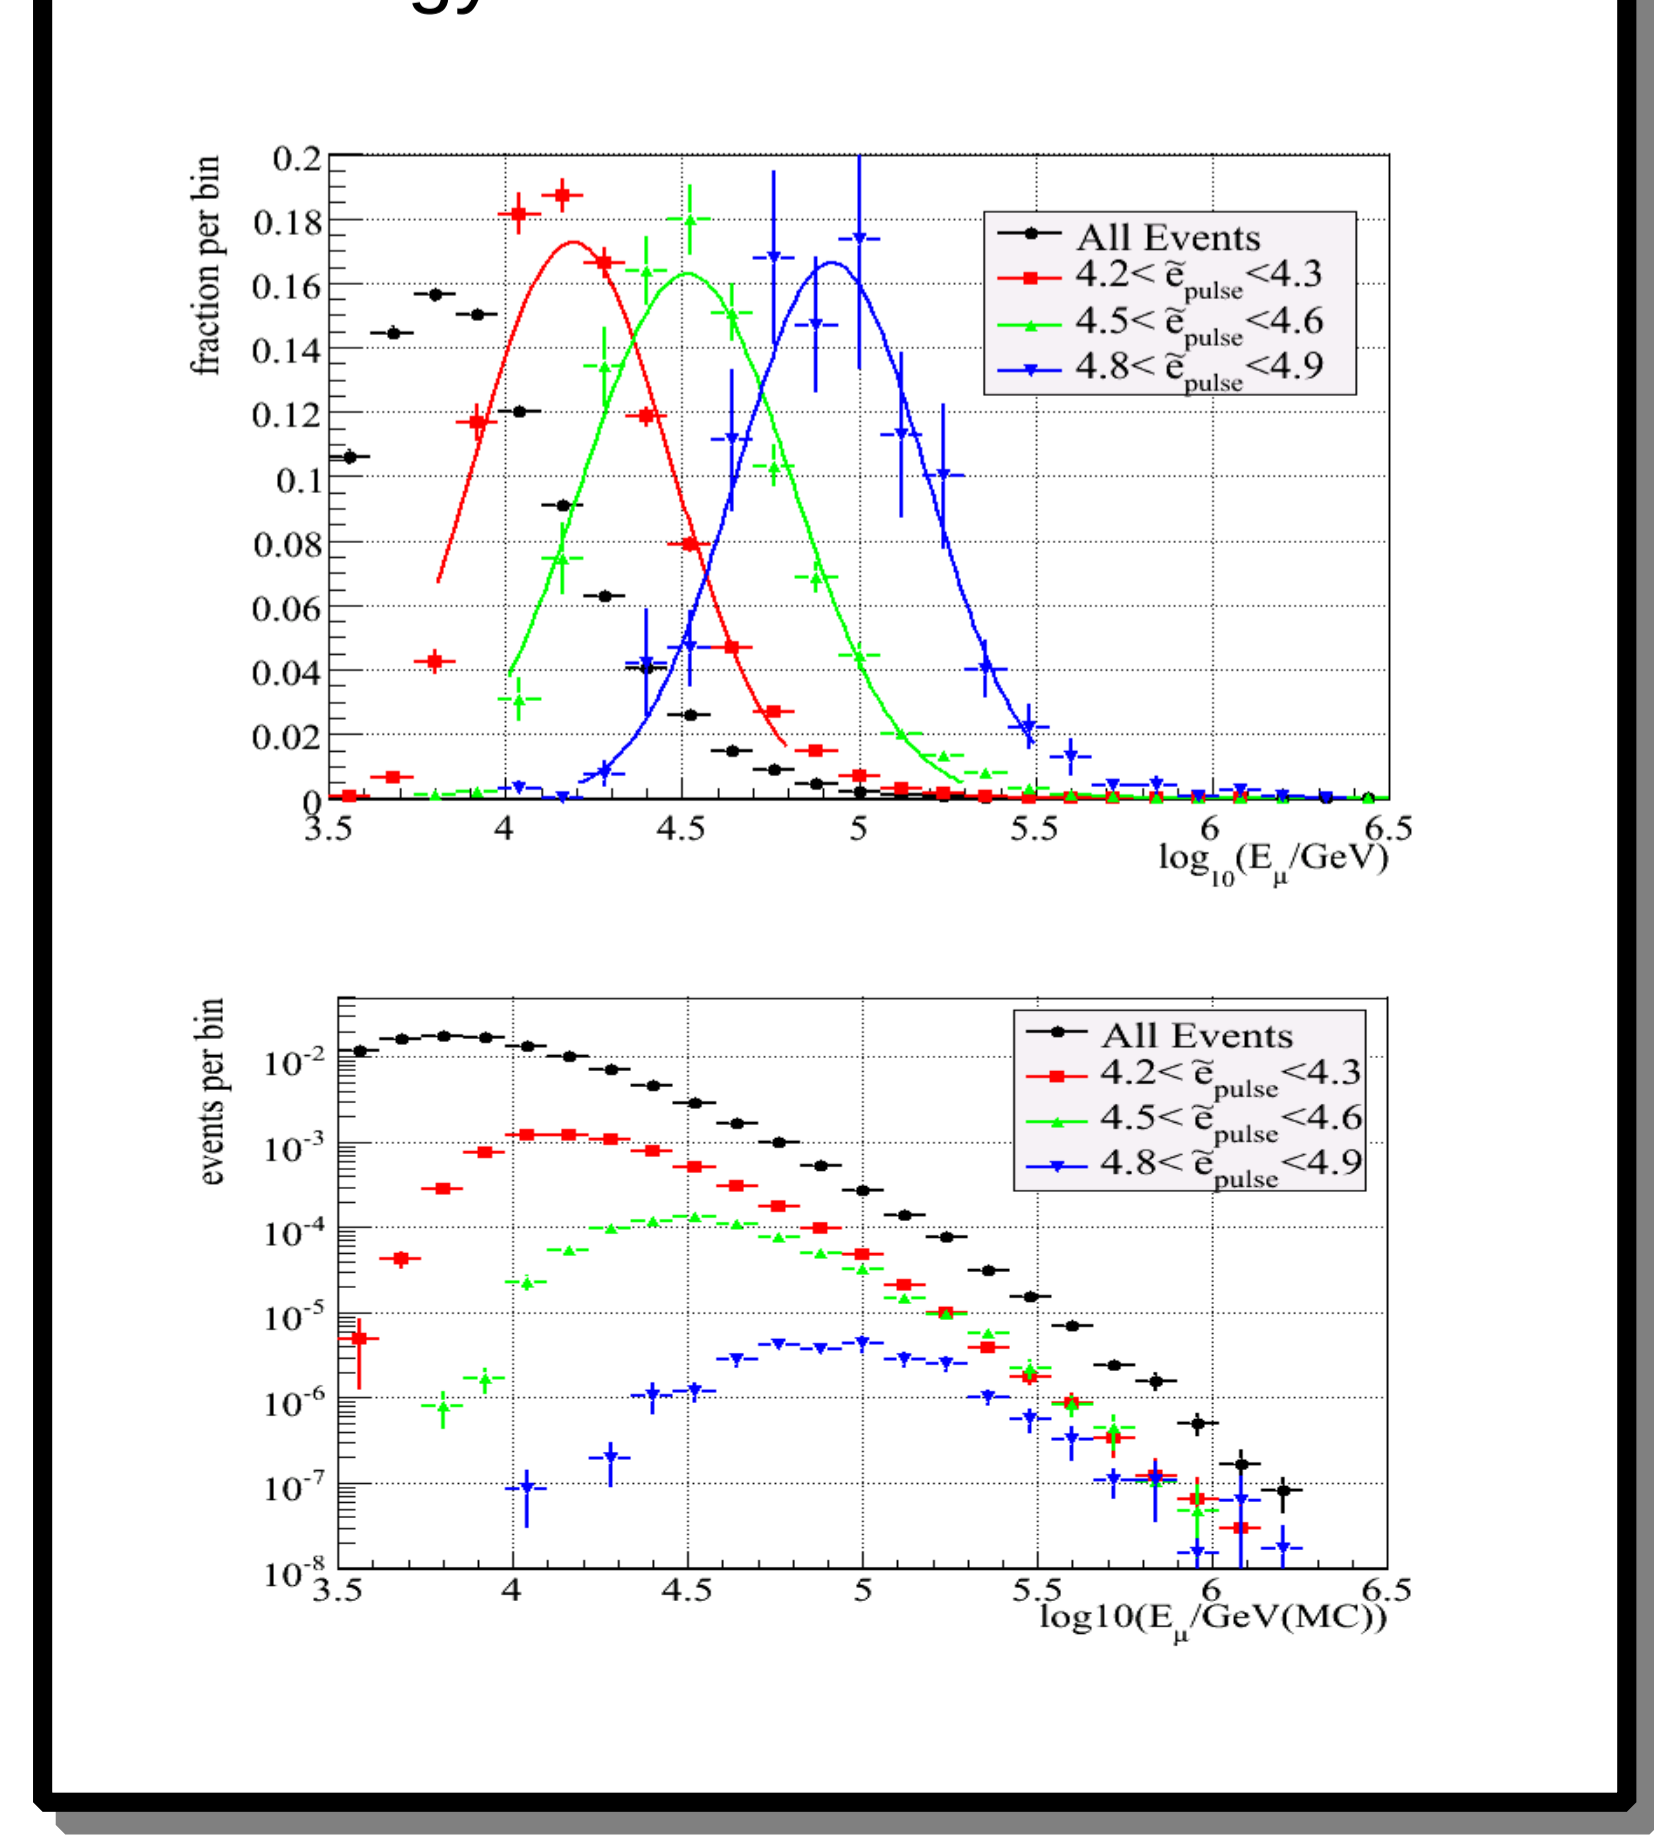 fraction per bin
0.2
0.18
0.16
0.14
0.12
0.1
0.08
0.06
0.04
0.02
0
3.5 4 4.5 5 5.5 6 6.5
log10(Eμ/GeV)
All Events
4.2< ẽpulse <4.3
4.5< ẽpulse <4.6
4.8< ẽpulse <4.9
events per bin
10-2
10-3
10-4
10-5
10-6
10-7
10-8
3.5 4 4.5 5 5.5 6 6.5
log10(Eμ/GeV(MC))
All Events
4.2< ẽpulse <4.3
4.5< ẽpulse <4.6
4.8< ẽpulse <4.9